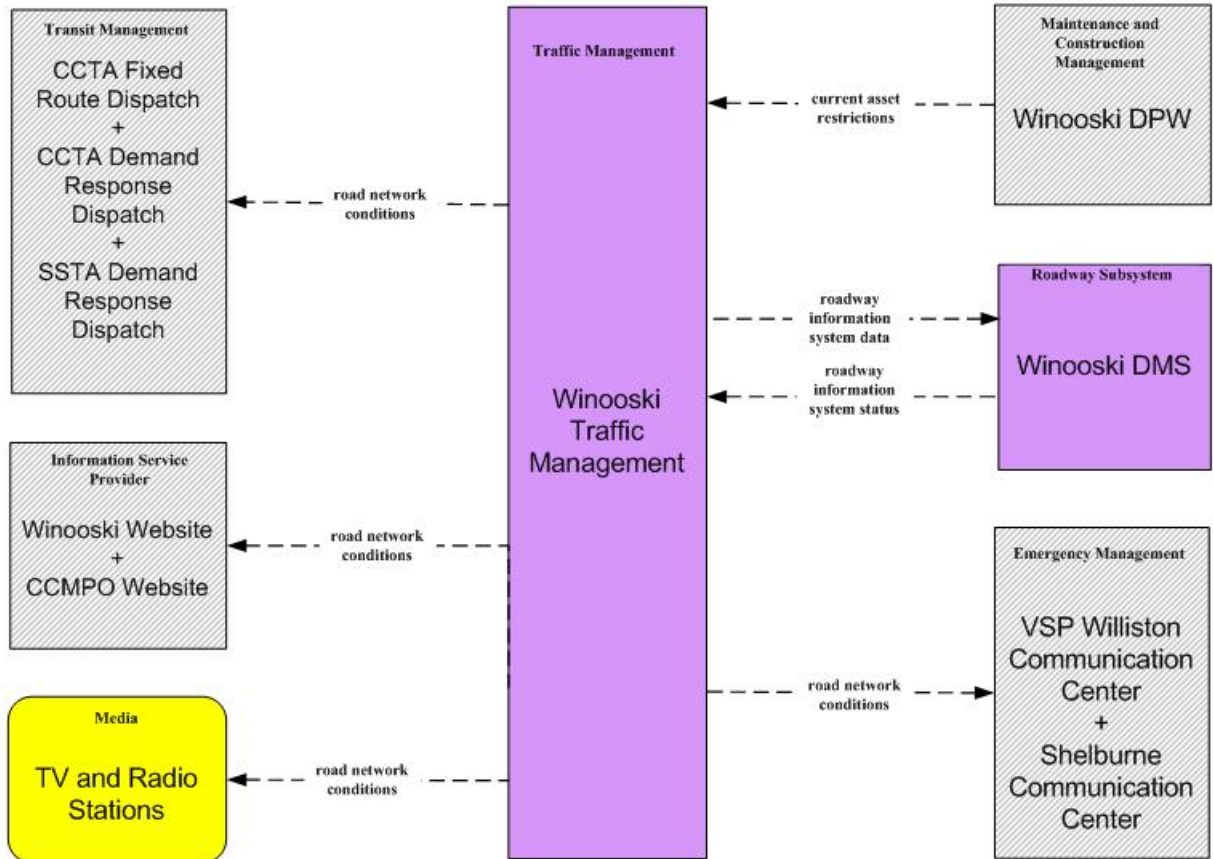 Transit Management
CCTA Fixed
Route Dispatch
+
CCTA Demand
Response
Dispatch
+
SSTA Demand
Response
Dispatch
road network
conditions
Information Service
Provider
Winooski Website
+
CCMPO Website
road network
conditions
Media
TV and Radio
Stations
road network
conditions
Traffic Management
Winooski
Traffic
Management
Maintenance and
Construction
Management
Winooski DPW
current asset
restrictions
Roadway Subsystem
Winooski DMS
roadway
information
system data
roadway
information
system status
Emergency Management
VSP Williston
Communication
Center
+
Shelburne
Communication
Center
road network
conditions